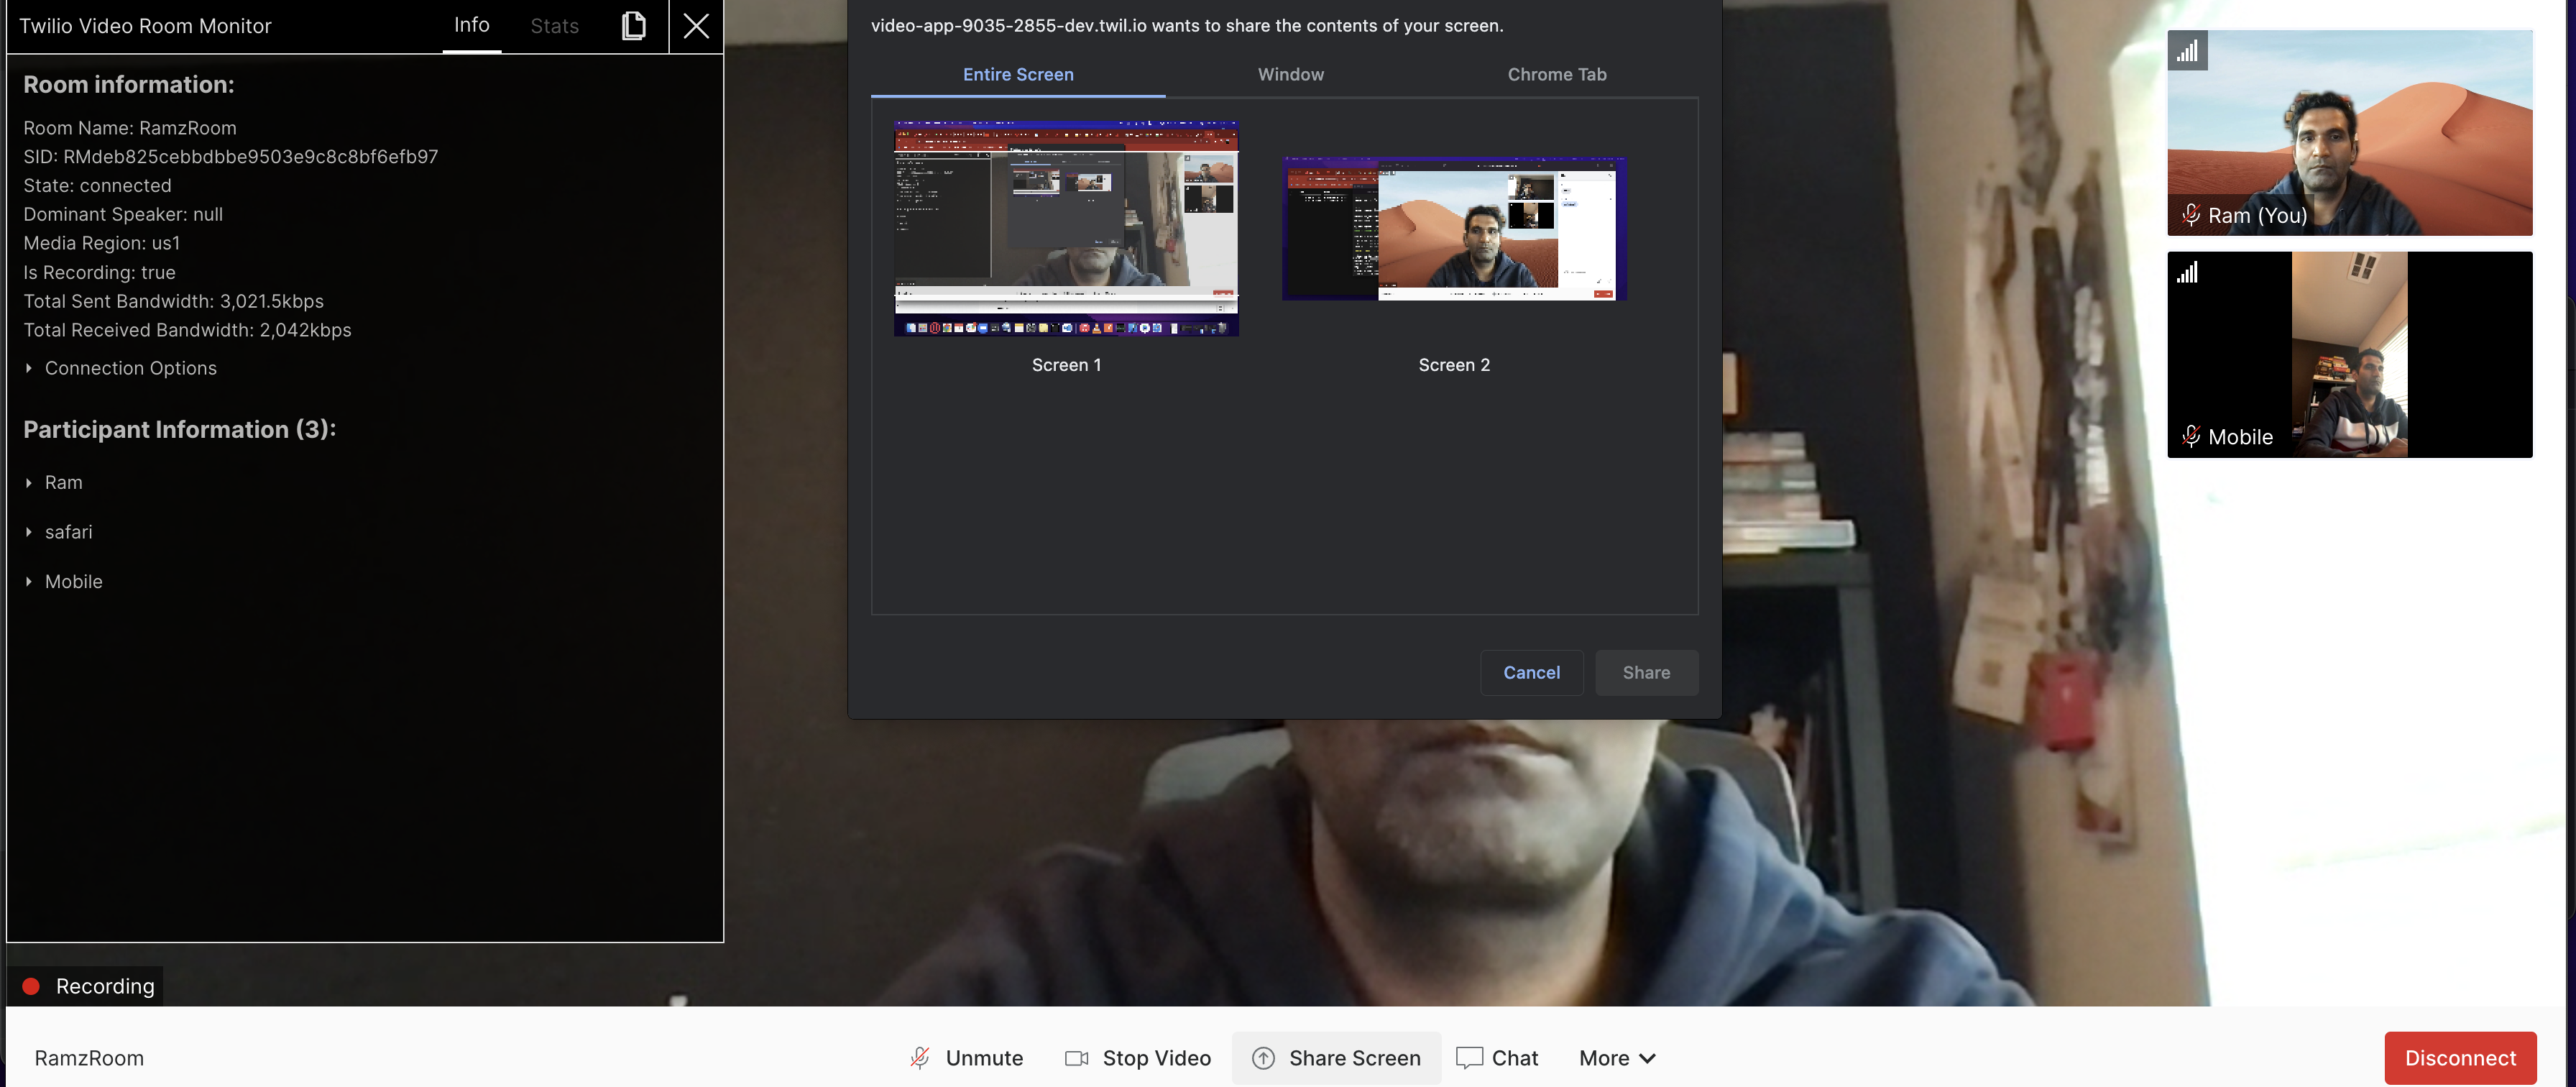 Twilio Video Room Monitor
Info
Stats
Room information:
Room Name: RamzRoom
SID: RMdeb825cebbdbbe9503e9c8c8bf6efb97
State: connected
Dominant Speaker: null
Media Region: us1
Is Recording: true
Total Sent Bandwidth: 3,021.5kbps
Total Received Bandwidth: 2,042kbps
Connection Options
Participant Information (3):
Ram
safari
Mobile
Recording
video-app-9035-2855-dev.twil.io wants to share the contents of your screen.
Entire Screen
Window
Chrome Tab
Screen 1
Screen 2
Cancel
Share
Ram (You)
Mobile
RamzRoom
Unmute
Stop Video
Share Screen
Chat
More
Disconnect